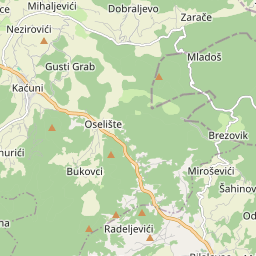 Mihaljevići
Dobraljevo
Zarače
Nezirovići
Gusti Grab
Mladoš
Kaćuni
Oselište
Brezovik
Bukovci
Miroševići
Šahinov
Radeljevići